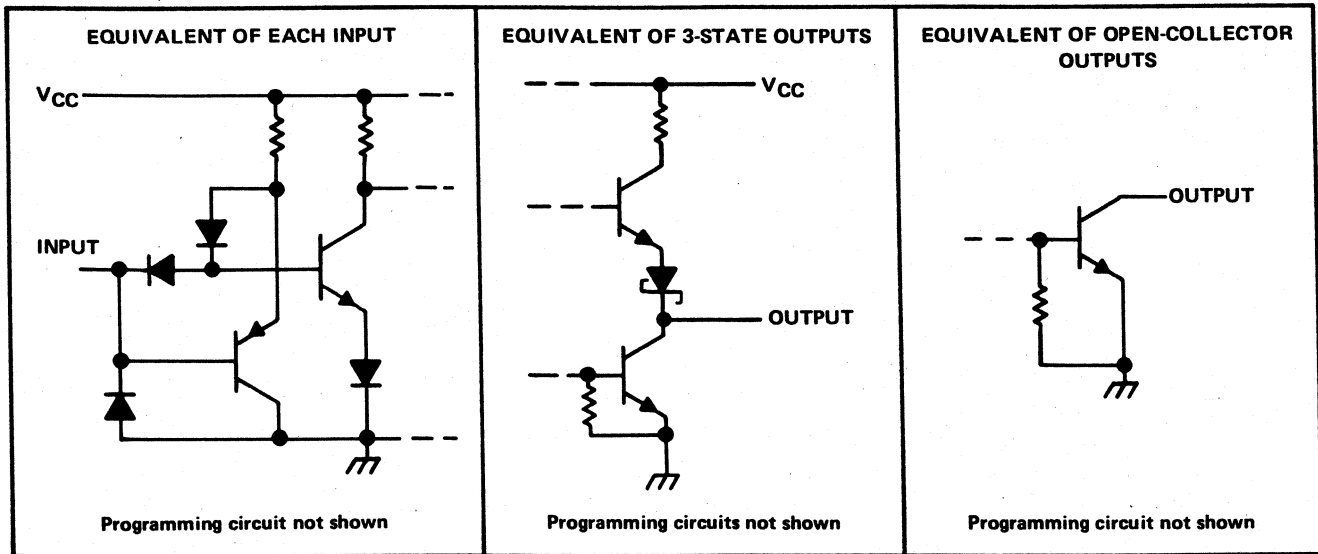 EQUIVALENT OF EACH INPUT
VCC
INPUT
Programming circuit not shown
EQUIVALENT OF 3-STATE OUTPUTS
VCC
OUTPUT
Programming circuits not shown
EQUIVALENT OF OPEN-COLLECTOR
OUTPUTS
OUTPUT
Programming circuit not shown